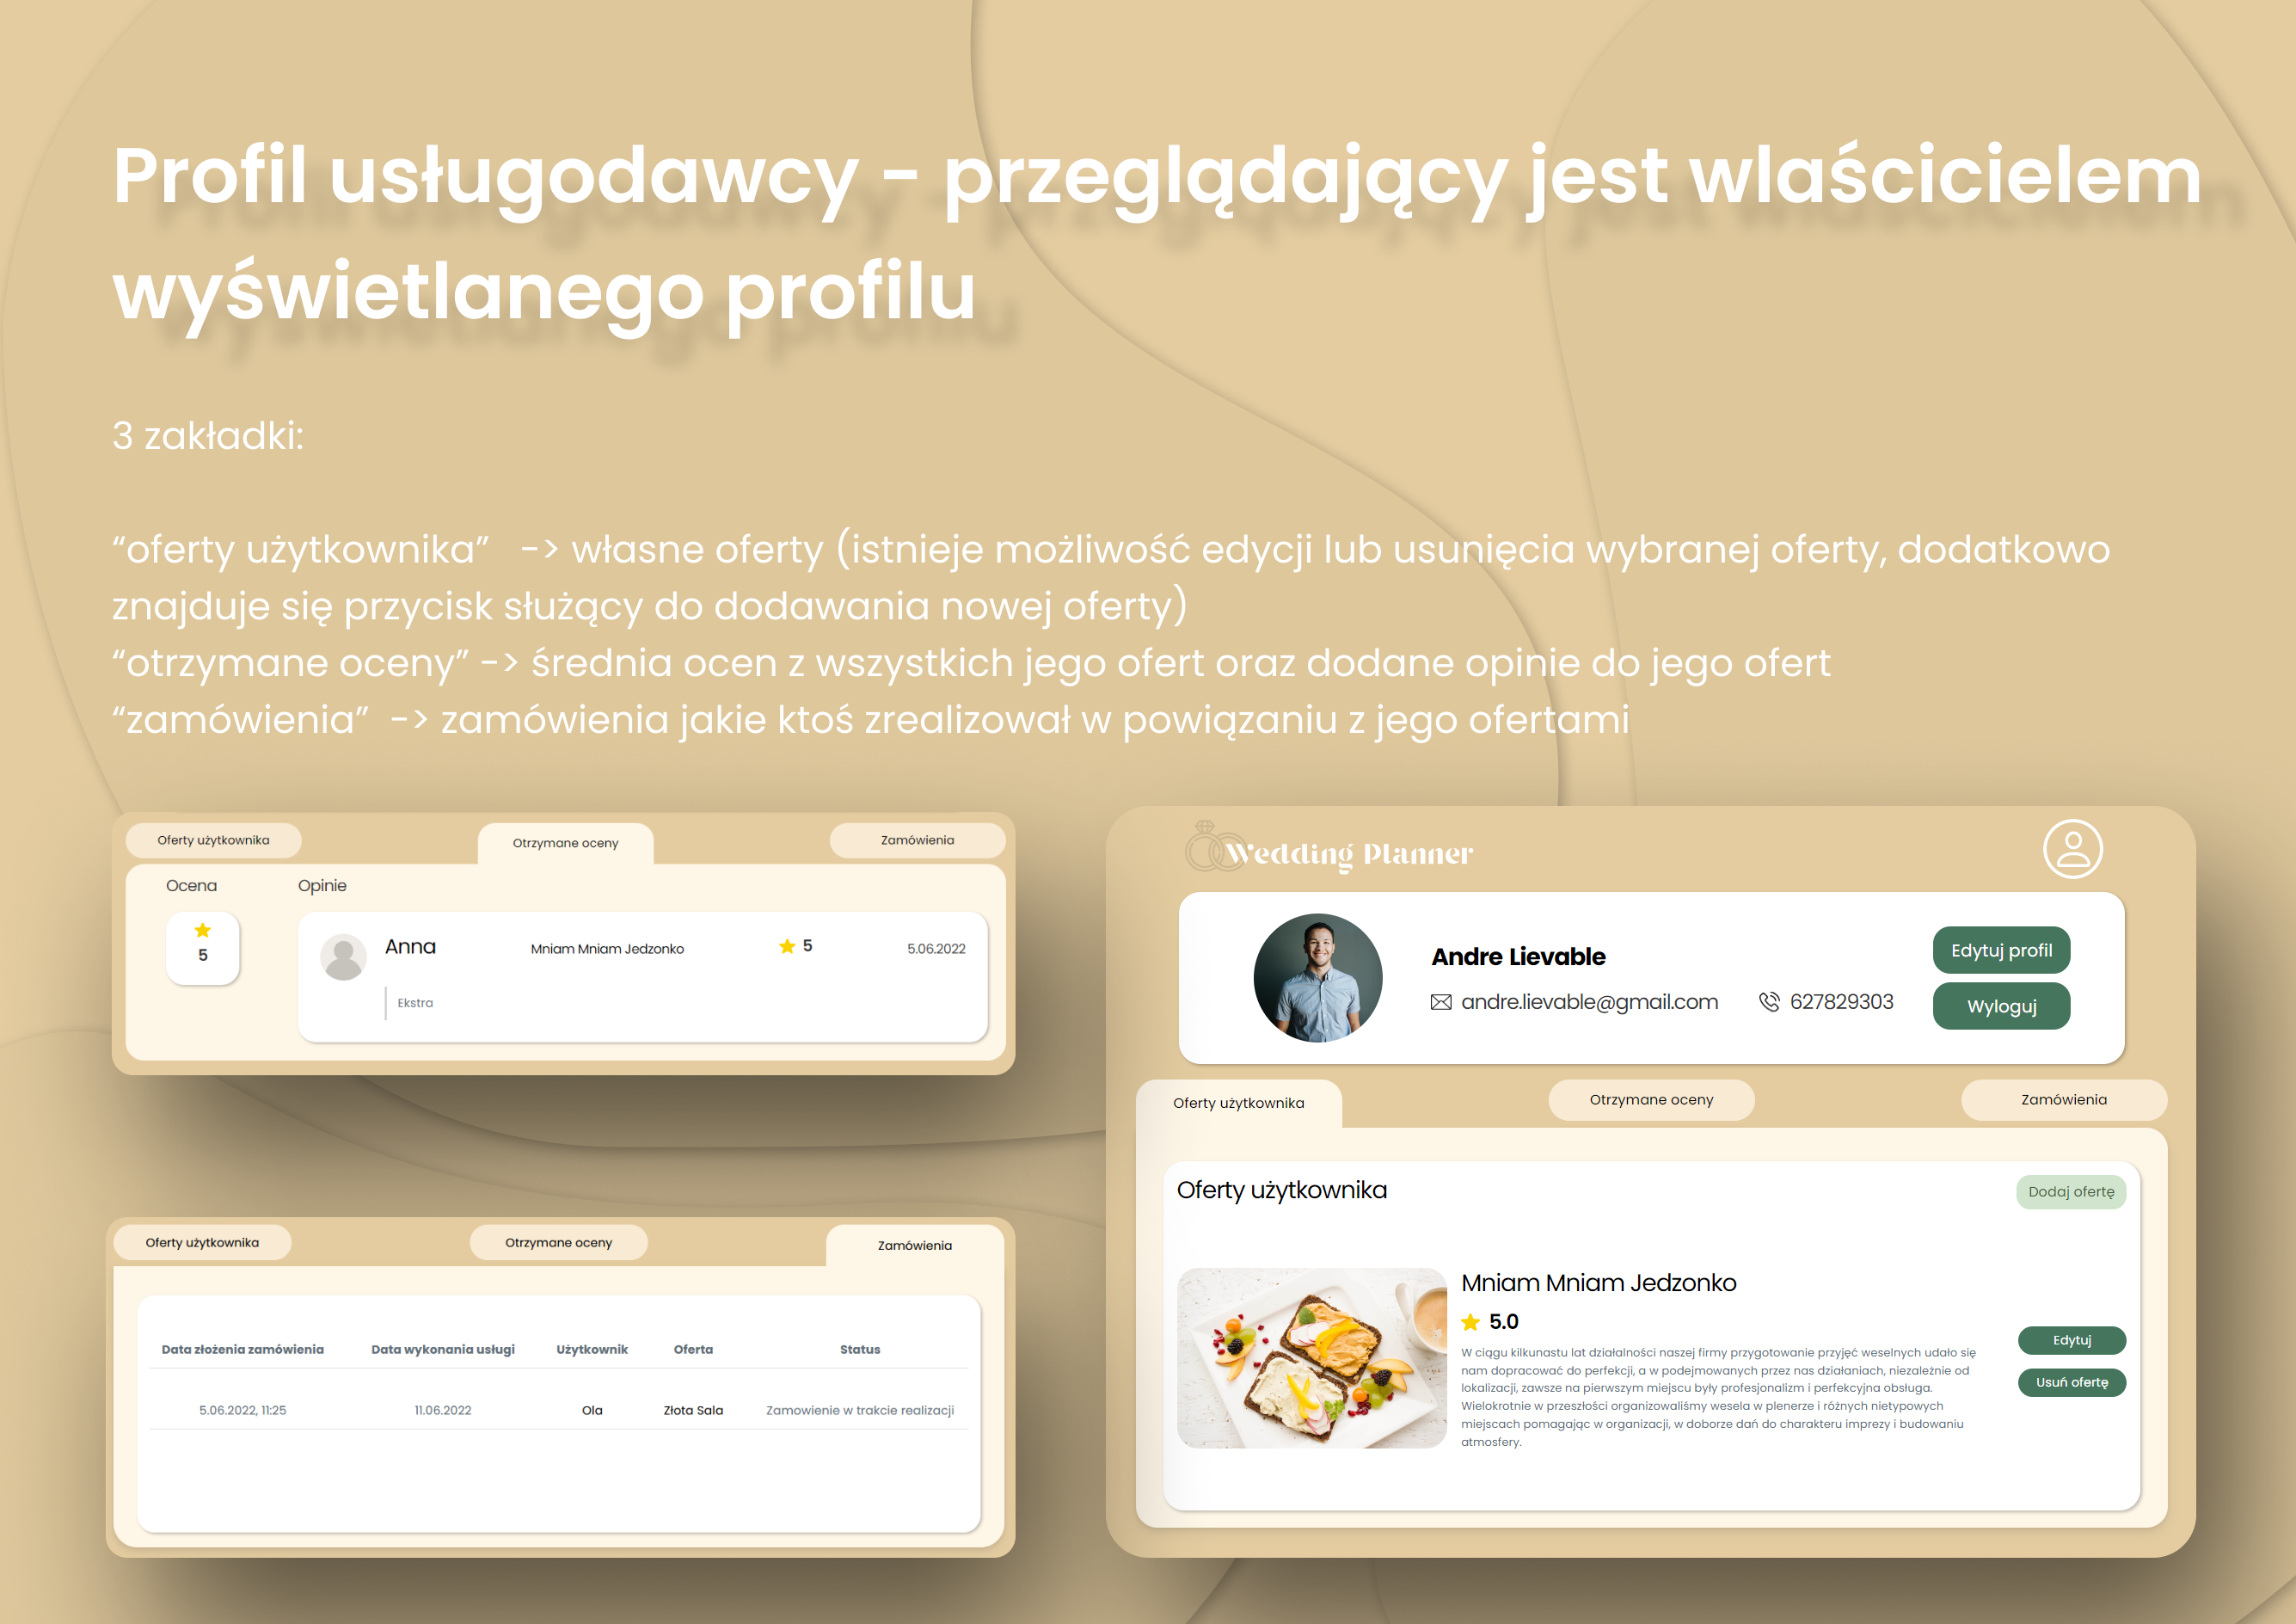 Profil usługodawcy - przeglądający jest wlaścicielem
wyświetlanego profilu
3 zakładki:
“oferty użytkownika” -> własne oferty (istnieje możliwość edycji lub usunięcia wybranej oferty, dodatkowo
znajduje się przycisk służący do dodawania nowej oferty)
“otrzymane oceny” -> średnia ocen z wszystkich jego ofert oraz dodane opinie do jego ofert
“zamówienia” -> zamówienia jakie ktoś zrealizował w powiązaniu z jego ofertami
Oferty użytkownika Otrzymane oceny Zamówienia
Ocena Opinie
5
Anna Mniam Mniam Jedzonko 5 5.06.2022
Ekstra
Oferty użytkownika Otrzymane oceny Zamówienia
Data złożenia zamówienia Data wykonania usługi Użytkownik Oferta Status
5.06.2022, 11:25 11.06.2022 Ola Złota Sala Zamowienie w trakcie realizacji
Wedding Planner
Andre Lievable
andre.lievable@gmail.com 627829303
Edytuj profil
Wyloguj
Oferty użytkownika Otrzymane oceny Zamówienia
Oferty użytkownika Dodaj ofertę
Mniam Mniam Jedzonko
5.0
W ciągu kilkunastu lat działalności naszej firmy przygotowanie przyjęć weselnych udało się
nam dopracować do perfekcji, a w podejmowanych przez nas działaniach, niezależnie od
lokalizacji, zawsze na pierwszym miejscu były profesjonalizm i perfekcyjna obsługa.
Wielokrotnie w przeszłości organizowaliśmy wesela w plenerze i różnych nietypowych
miejscach pomagając w organizacji, w doborze dań do charakteru imprezy i budowaniu
atmosfery.
Edytuj
Usuń ofertę